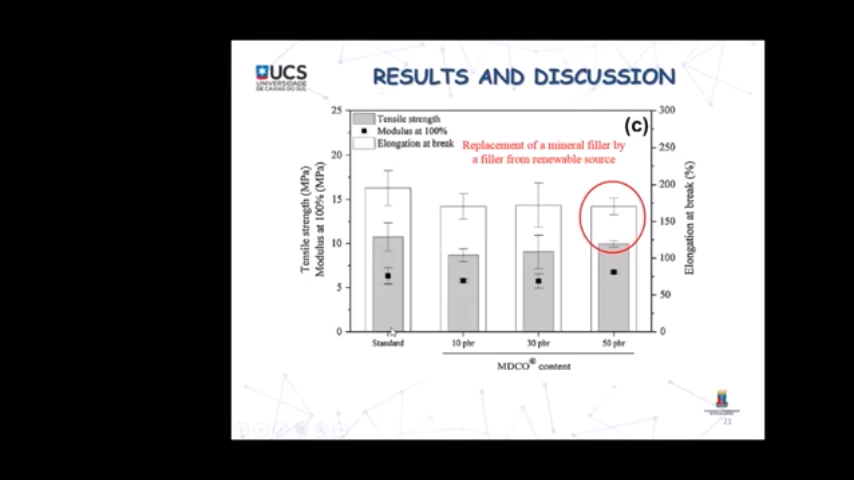 UCS
UNIVERSIDADE
DE CAXIAS DO SUL
RESULTS AND DISCUSSION
(c)
Tensile strength
Modulus at 100%
Elongation at break
Replacement of a mineral filler by
a filler from renewable source
Tensile strength (MPa)
Modulus at 100% (MPa)
25
20
15
10
5
0
300
250
200
150
100
50
0
Elongation at break (%)
Standard
10 phr
30 phr
50 phr
MDCO® content
21